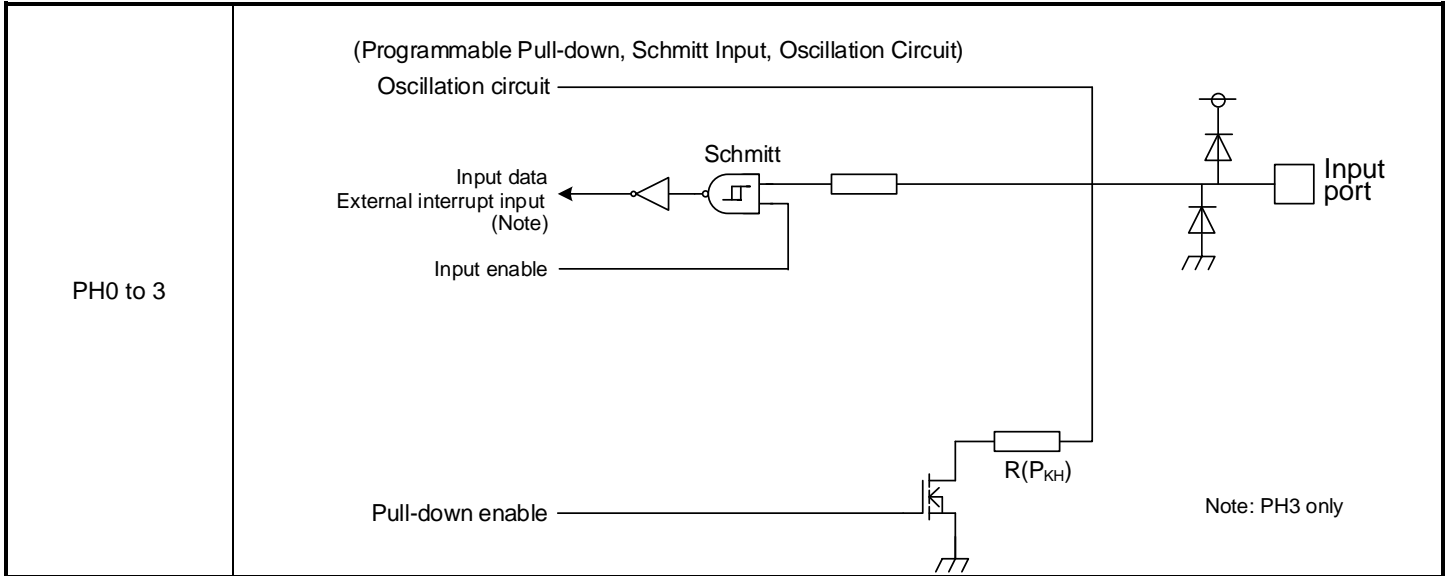 PH0 to 3
(Programmable Pull-down, Schmitt Input, Oscillation Circuit)
Oscillation circuit
Schmitt
Input data
External interrupt input
(Note)
Input enable
Input
port
R(PKH)
Pull-down enable
Note: PH3 only